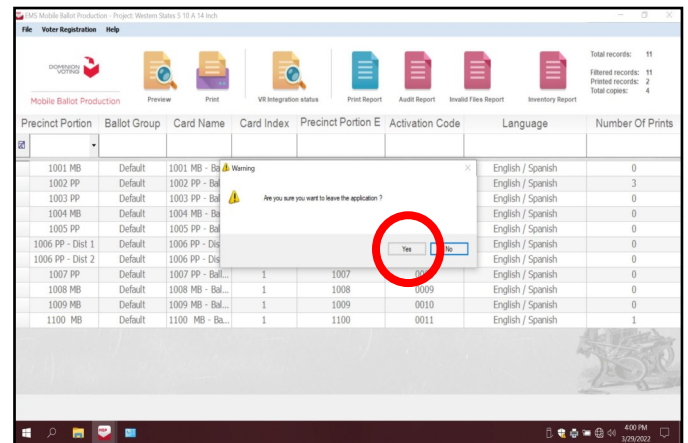 EMS Mobile Ballot Production - Project: Western States 5 10 A 14 Inch
File Voter Registration Help
DOMINION VOTING
Mobile Ballot Production
Preview
Print
VR Integration status
Print Report
Audit Report
Invalid Files Report
Inventory Report
Total records: 11
Filtered records: 11
Printed records: 2
Total copies: 4
Precinct Portion Ballot Group Card Name Card Index Precinct Portion E Activation Code Language Number Of Prints
1001 MB Default 1001 MB - Ba English / Spanish 0
1002 PP Default 1002 PP - Bal English / Spanish 3
1003 PP Default 1003 PP - Bal English / Spanish 0
1004 MB Default 1004 MB - Ba English / Spanish 0
1005 PP Default 1005 PP - Bal English / Spanish 0
1006 PP - Dist 1 Default 1006 PP - Dis English / Spanish 0
1006 PP - Dist 2 Default 1006 PP - Dis English / Spanish 0
1007 PP Default 1007 PP - Ball... 1 1007 English / Spanish 0
1008 MB Default 1008 MB - Bal... 1 1008 0009 English / Spanish 0
1009 MB Default 1009 MB - Bal... 1 1009 0010 English / Spanish 0
1100 MB Default 1100 MB - Ba... 1 1100 0011 English / Spanish 1
Warning
Are you sure you want to leave the application ?
Yes No
4:00 PM
3/29/2022